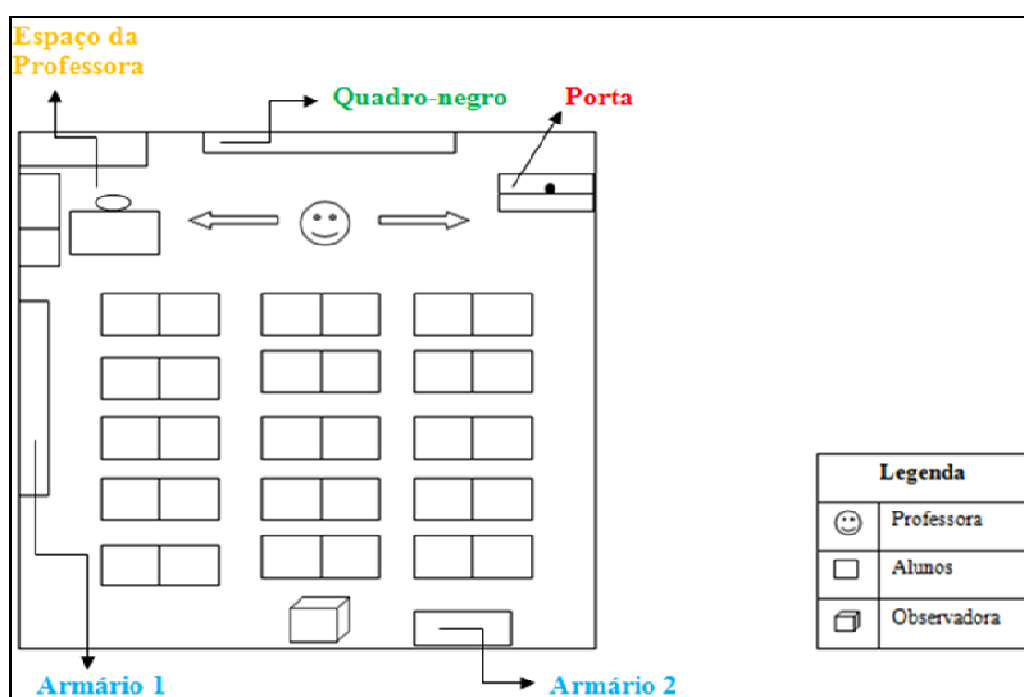 Espaço da
Professora
Quadro-negro
Porta
Legenda
Professora
Alunos
Observadora
Armário 1
Armário 2